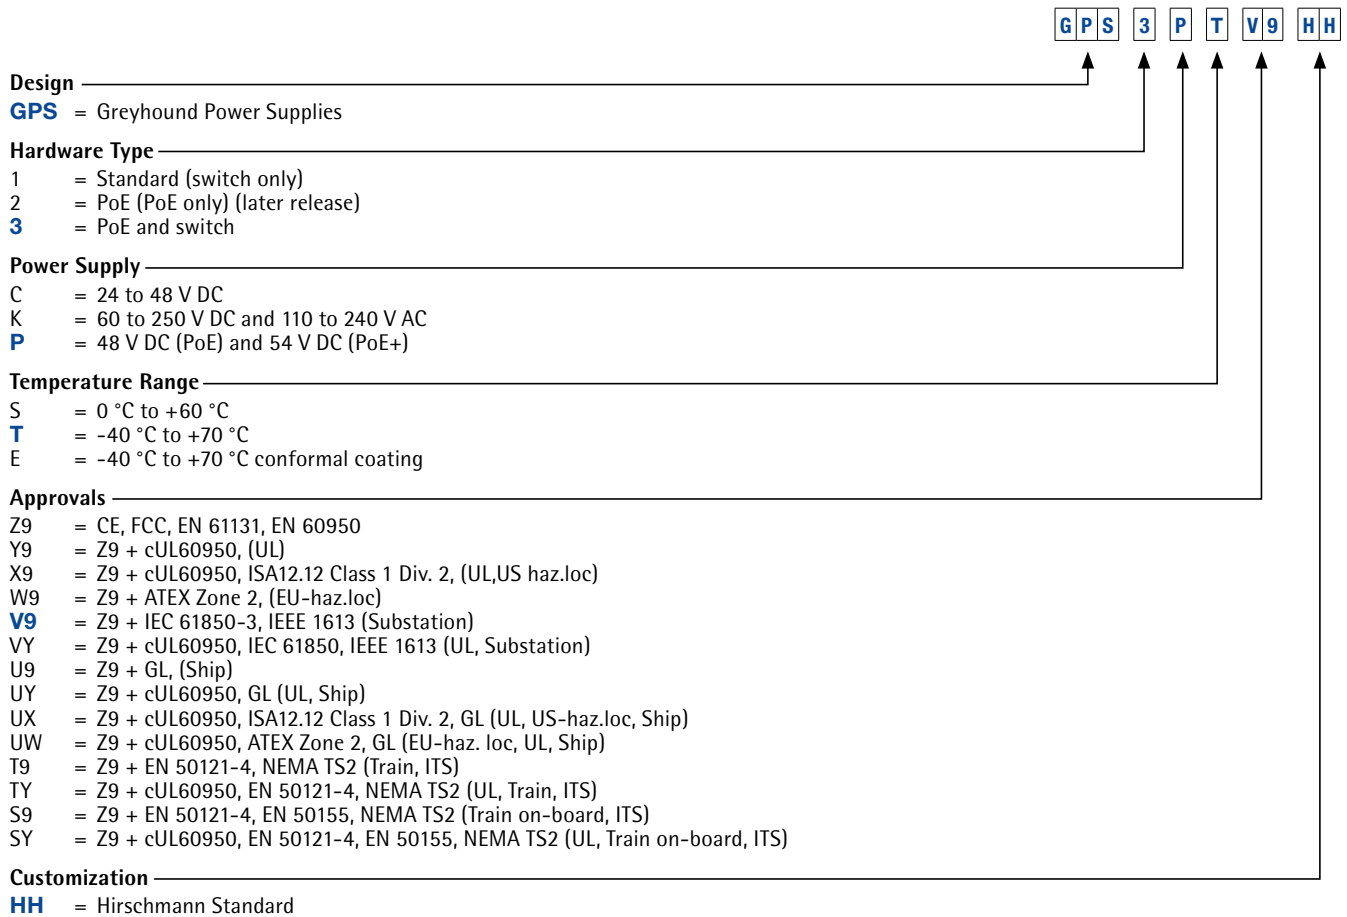 GPS 3 P T V9 HH
Design
GPS = Greyhound Power Supplies
Hardware Type
1 = Standard (switch only)
2 = PoE (PoE only) (later release)
3 = PoE and switch
Power Supply
C = 24 to 48 V DC
K = 60 to 250 V DC and 110 to 240 V AC
P = 48 V DC (PoE) and 54 V DC (PoE+)
Temperature Range
S = 0 °C to +60 °C
T = -40 °C to +70 °C
E = -40 °C to +70 °C conformal coating
Approvals
Z9 = CE, FCC, EN 61131, EN 60950
Y9 = Z9 + cUL60950, (UL)
X9 = Z9 + cUL60950, ISA12.12 Class 1 Div. 2, (UL,US haz.loc)
W9 = Z9 + ATEX Zone 2, (EU-haz.loc)
V9 = Z9 + IEC 61850-3, IEEE 1613 (Substation)
VY = Z9 + cUL60950, IEC 61850, IEEE 1613 (UL, Substation)
U9 = Z9 + GL, (Ship)
UY = Z9 + cUL60950, GL (UL, Ship)
UX = Z9 + cUL60950, ISA12.12 Class 1 Div. 2, GL (UL, US-haz.loc, Ship)
UW = Z9 + cUL60950, ATEX Zone 2, GL (EU-haz. loc, UL, Ship)
T9 = Z9 + EN 50121-4, NEMA TS2 (Train, ITS)
TY = Z9 + cUL60950, EN 50121-4, NEMA TS2 (UL, Train, ITS)
S9 = Z9 + EN 50121-4, EN 50155, NEMA TS2 (Train on-board, ITS)
SY = Z9 + cUL60950, EN 50121-4, EN 50155, NEMA TS2 (UL, Train on-board, ITS)
Customization
HH = Hirschmann Standard